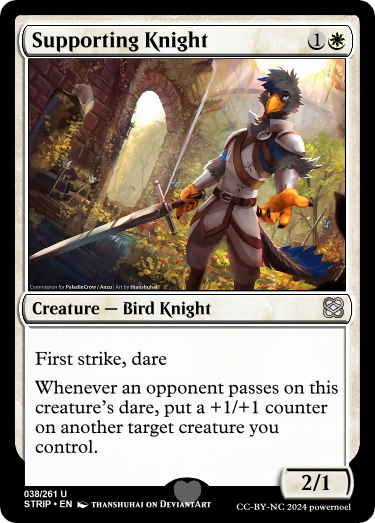 Supporting Knight 1
Commission for PaladinCrow / Anzu | Art by thanshuhai
Creature — Bird Knight
First strike, dare
Whenever an opponent passes on this
creature's dare, put a +1/+1 counter
on another target creature you
control.
2/1
038/261 U
STRIP • EN THANSHUHAI ON DEVIANTART
CC-BY-NC 2024 powernoel